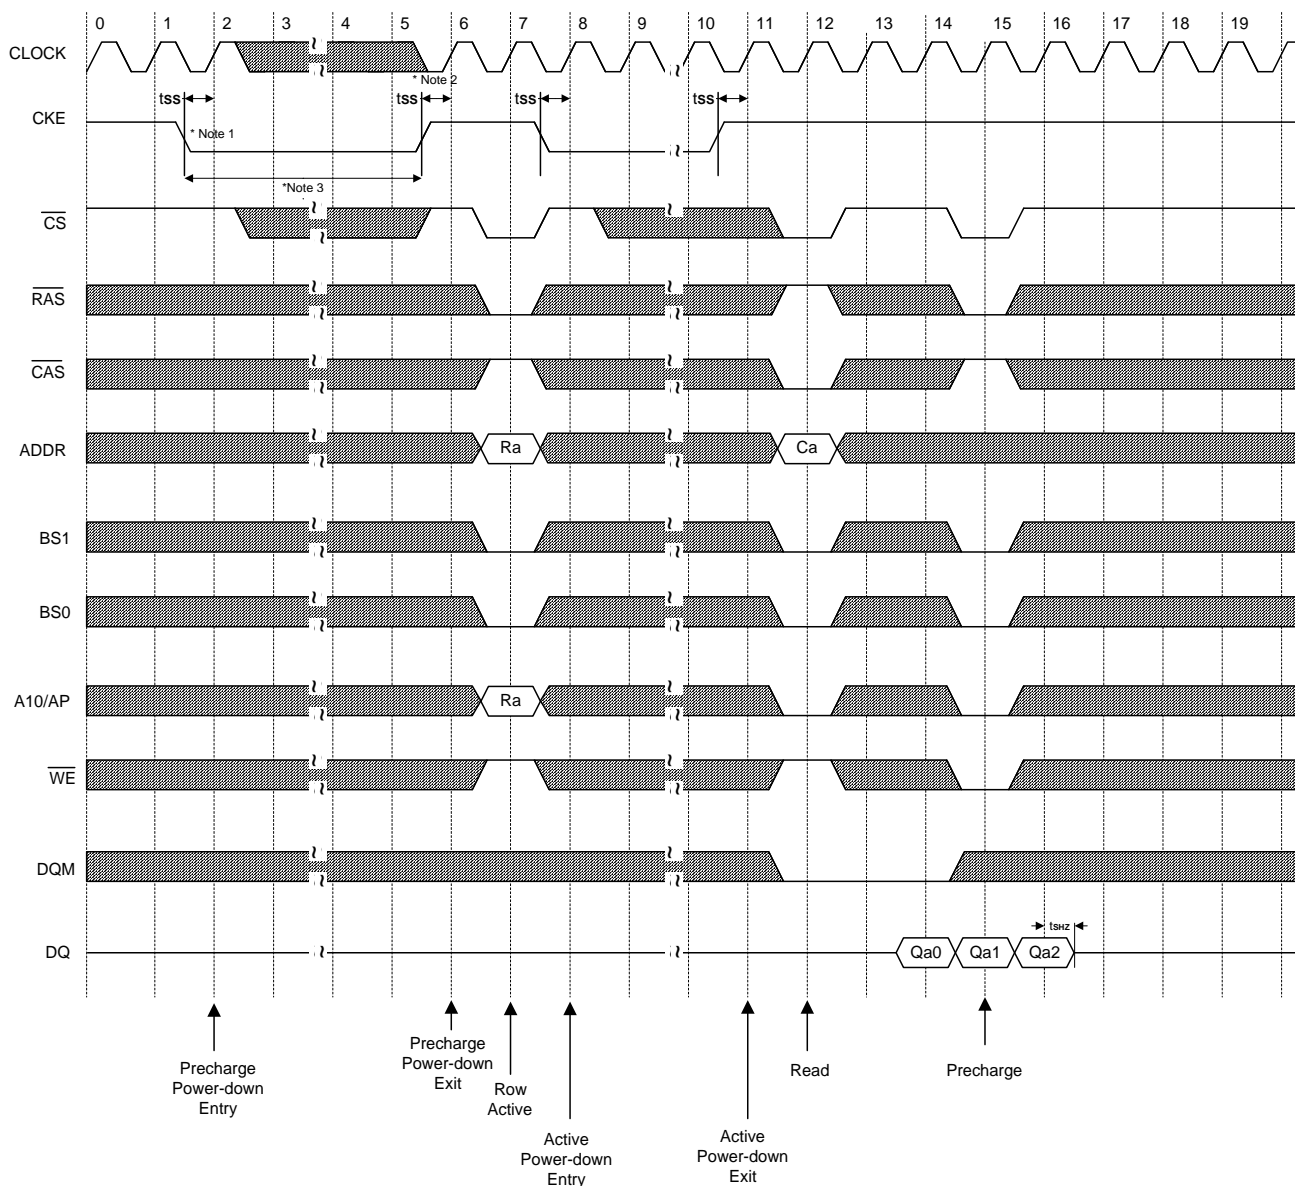 0 1 2 3 4 5 6 7 8 9 10 11 12 13 14 15 16 17 18 19
CLOCK
* Note 2
tss tss tss tss
CKE
* Note 1
*Note 3
CS
RAS
CAS
ADDR Ra Ca
BS1
BS0
A10/AP Ra
WE
DQM
tSHZ
DQ Qa0 Qa1 Qa2
Precharge
Power-down
Entry
Precharge
Power-down
Exit
Row
Active
Active
Power-down
Entry
Active
Power-down
Exit
Read
Precharge